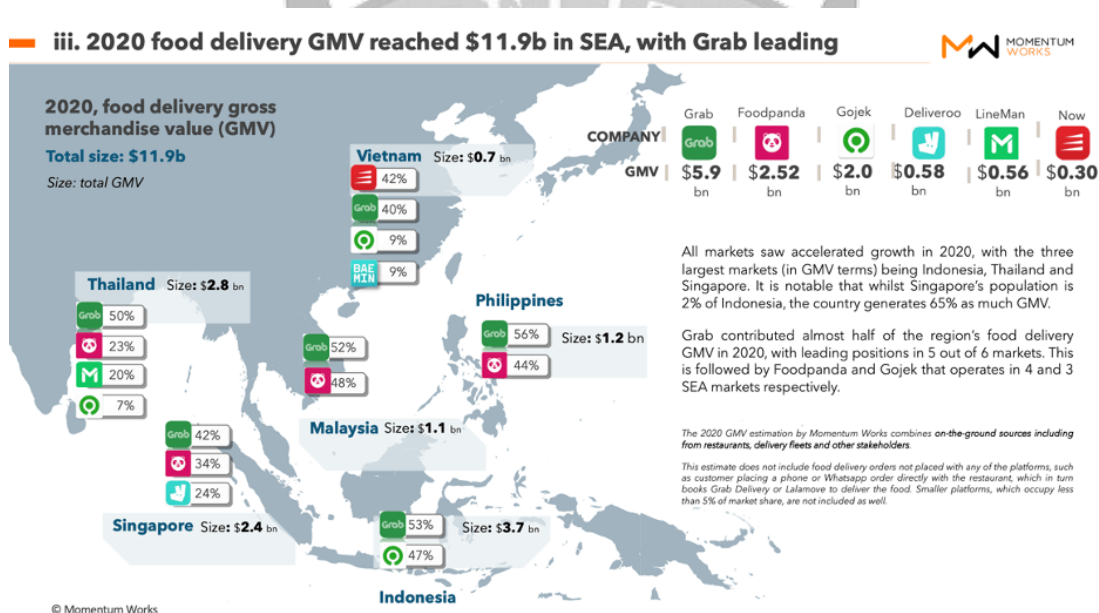 iii. 2020 food delivery GMV reached $11.9b in SEA, with Grab leading
MOMENTUM
WORKS
2020, food delivery gross
merchandise value (GMV)
Total size: $11.9b
Size: total GMV
COMPANY
Grab
Foodpanda
Gojek
Deliveroo
LineMan
Now
Grab
GMV
$5.9
bn
$2.52
bn
$2.0
bn
$0.58
bn
$0.56
bn
$0.30
bn
Vietnam Size: $0.7 bn
42%
Grab 40%
9%
BAE
MIN
9%
Thailand Size: $2.8 bn
Grab 50%
23%
20%
7%
Philippines
Grab 56%
44%
Size: $1.2 bn
Grab 52%
48%
Malaysia Size: $1.1 bn
Grab 42%
34%
24%
Singapore Size: $2.4 bn
Grab 53%
47%
Size: $3.7 bn
Indonesia
All markets saw accelerated growth in 2020, with the three
largest markets (in GMV terms) being Indonesia, Thailand and
Singapore. It is notable that whilst Singapore's population is
2% of Indonesia, the country generates 65% as much GMV.
Grab contributed almost half of the region's food delivery
GMV in 2020, with leading positions in 5 out of 6 markets. This
is followed by Foodpanda and Gojek that operates in 4 and 3
SEA markets respectively.
The 2020 GMV estimation by Momentum Works combines on-the-ground sources including
from restaurants, delivery fleets and other stakeholders.
This estimate does not include food delivery orders not placed with any of the platforms, such
as customer placing a phone or Whatsapp order directly with the restaurant, which in turn
books Grab Delivery or Lalamove to deliver the food. Smaller platforms, which occupy less
than 5% of market share, are not included as well.
© Momentum Works